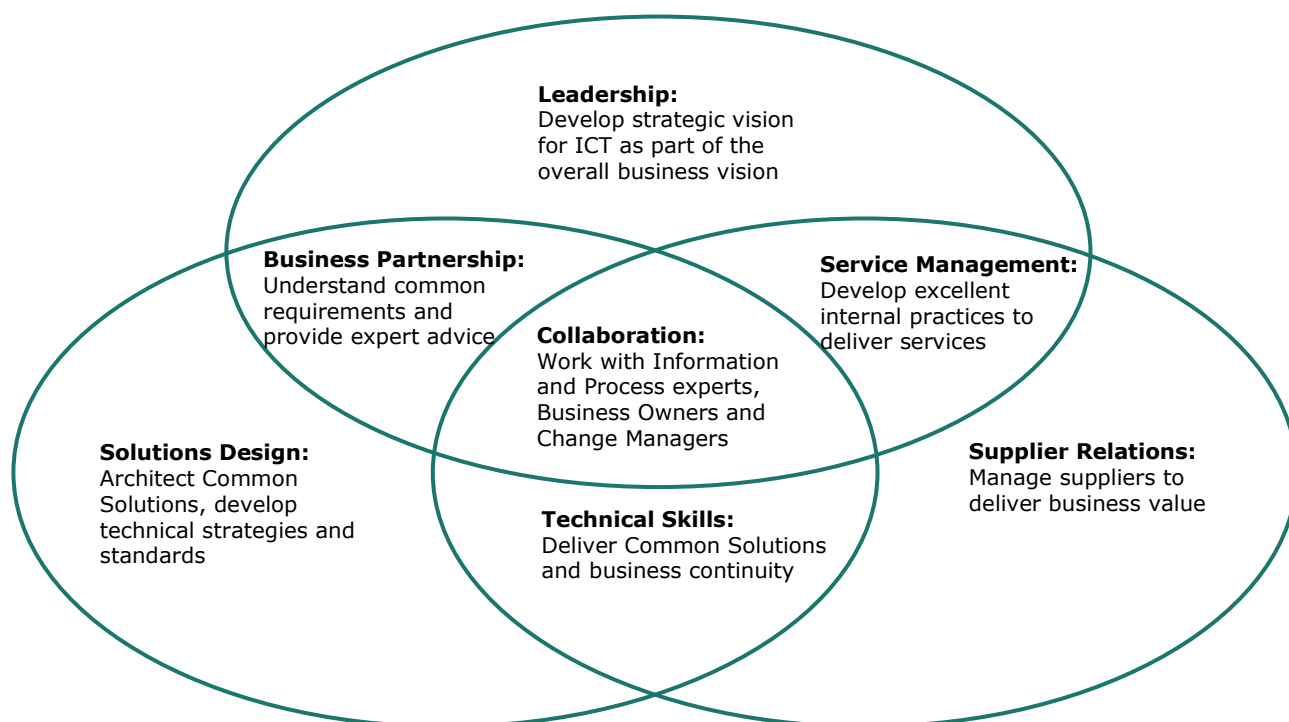 Leadership:
Develop strategic vision
for ICT as part of the
overall business vision
Business Partnership:
Understand common
requirements and
provide expert advice
Service Management:
Develop excellent
internal practices to
deliver services
Collaboration:
Work with Information
and Process experts,
Business Owners and
Change Managers
Solutions Design:
Architect Common
Solutions, develop
technical strategies and
standards
Supplier Relations:
Manage suppliers to
deliver business value
Technical Skills:
Deliver Common Solutions
and business continuity